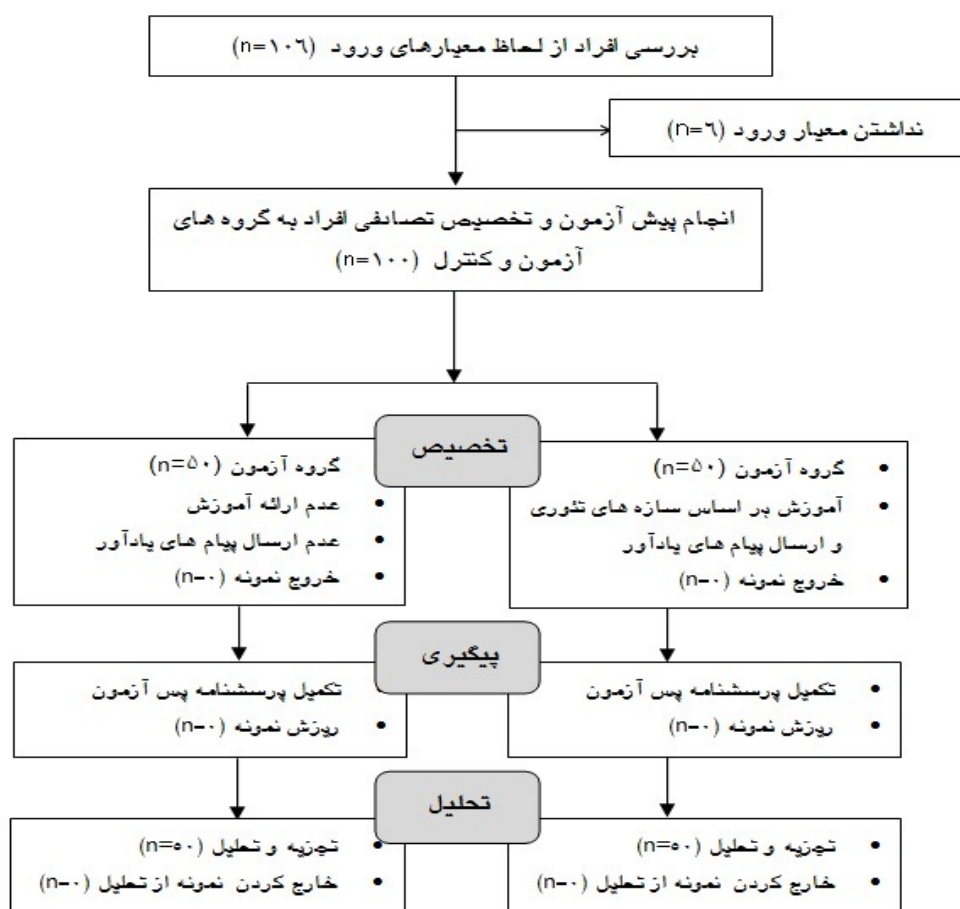 بررسی افراد از لحاظ معیارهای ورود (n=۱۰٦)
نداشتن معیار ورود (n=٦)
انجام پیش آزمون و تخصیص تصادفی افراد به گروه های
آزمون و کنترل (n=۱۰۰)
تخصیص
• گروه آزمون (n=۵۰)
• آموزش بر اساس سازه های تئوری
و ارسال پیام های یادآور
• خروج نمونه (n=۰)
گروه آزمون (n=۵۰)
• عدم ارائه آموزش
• عدم ارسال پیام های یادآور
• خروج نمونه (n=۰)
پیگیری
• تکمیل پرسشنامه پس آزمون
• ریزش نمونه (n=۰)
تکمیل پرسشنامه پس آزمون
• ریزش نمونه (n=۰)
تحلیل
• تجزیه و تحلیل (n=۵۰)
• خارج کردن نمونه از تحلیل (n=۰)
• تجزیه و تحلیل (n=۵۰)
• خارج کردن نمونه از تحلیل (n=۰)